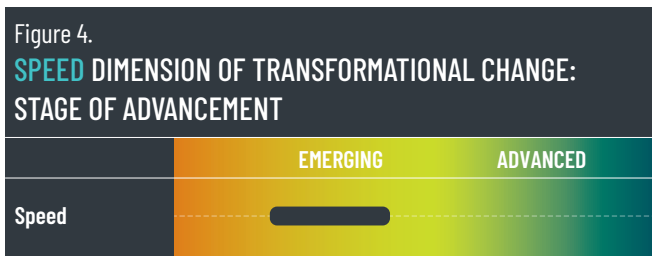 Figure 4.
SPEED DIMENSION OF TRANSFORMATIONAL CHANGE:
STAGE OF ADVANCEMENT
EMERGING ADVANCED
Speed